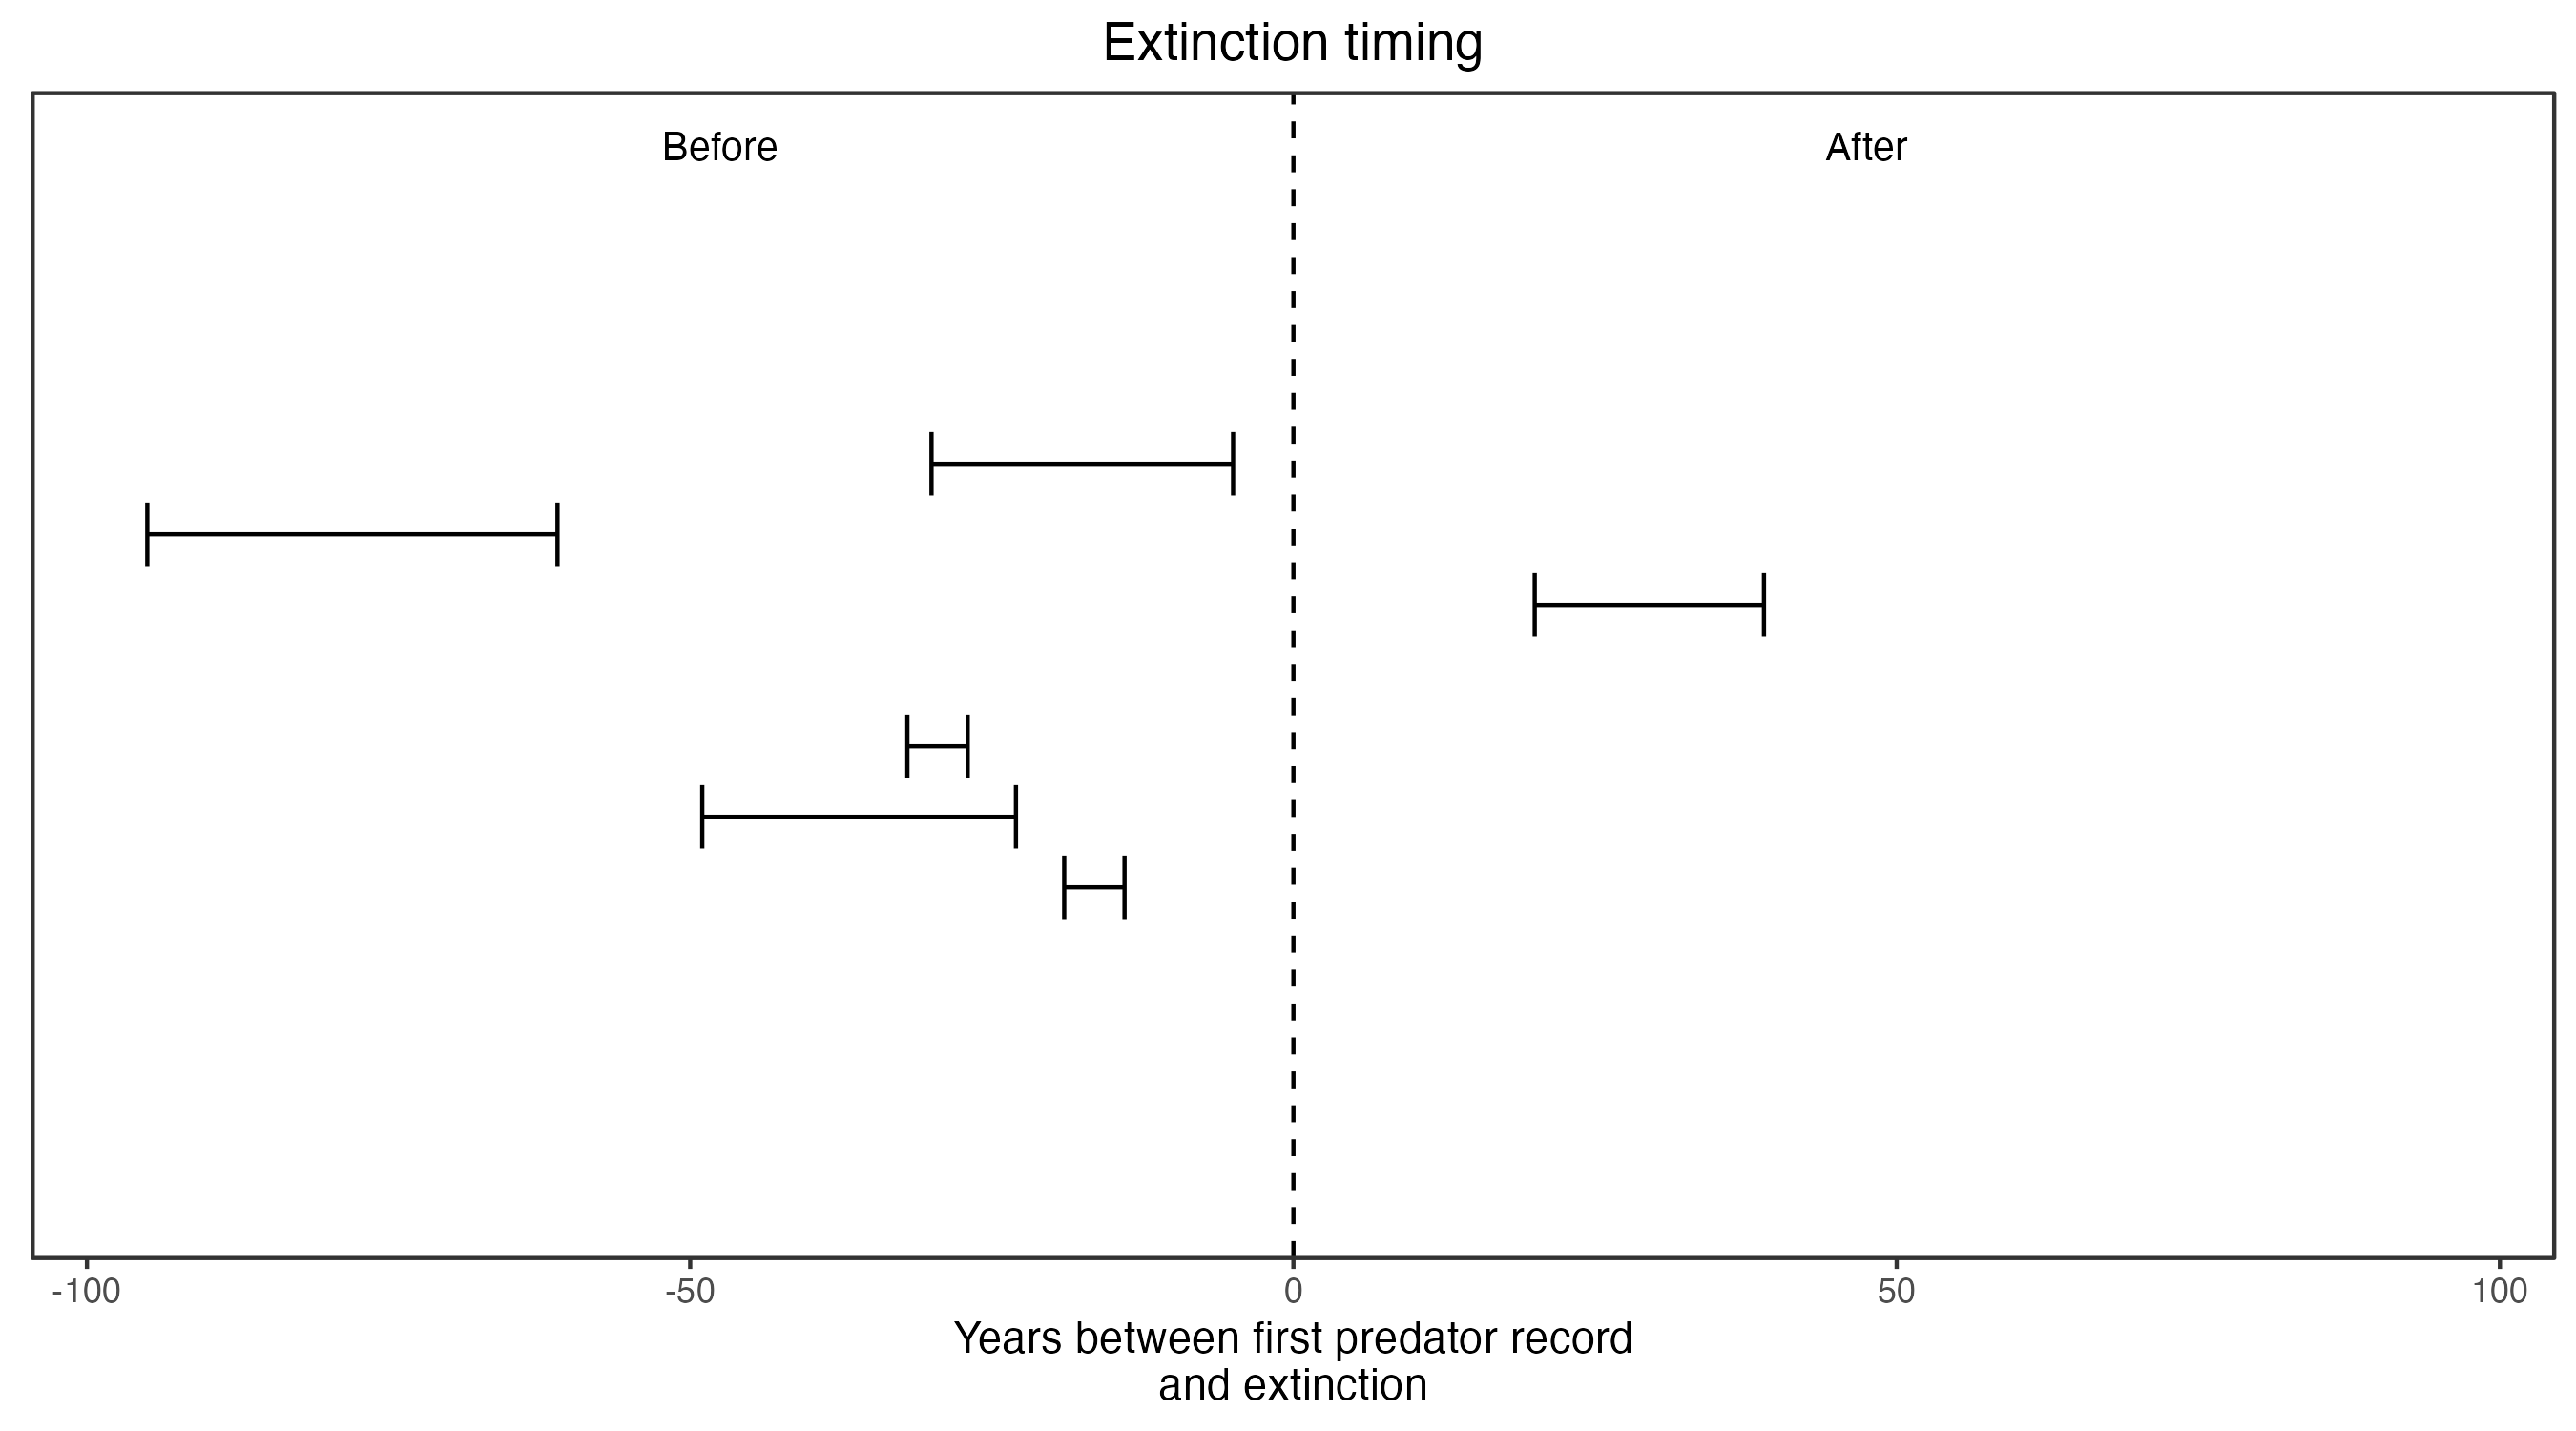 Extinction timing
Before
After
-100
-50
0
50
100
Years between first predator record
and extinction